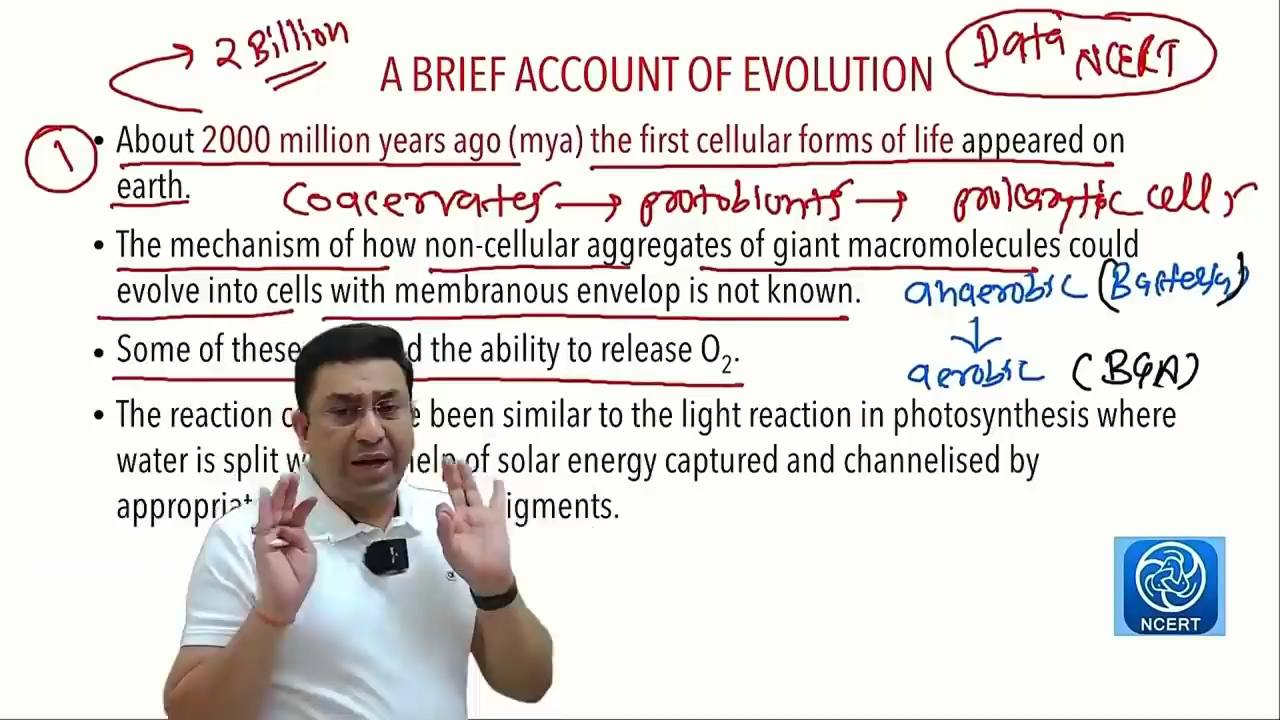 2 Billion
Data
NCERT
A BRIEF ACCOUNT OF EVOLUTION
1
• About 2000 million years ago (mya) the first cellular forms of life appeared on
earth.
Coacervates → protobionts → prokaryotic cells
• The mechanism of how non-cellular aggregates of giant macromolecules could
evolve into cells with membranous envelop is not known.
anaerobic (Bacteria)
↓
aerobic (BGA)
• Some of these d the ability to release O₂.
• The reaction c e been similar to the light reaction in photosynthesis where
water is split w elp of solar energy captured and channelised by
appropriat igments.
NCERT